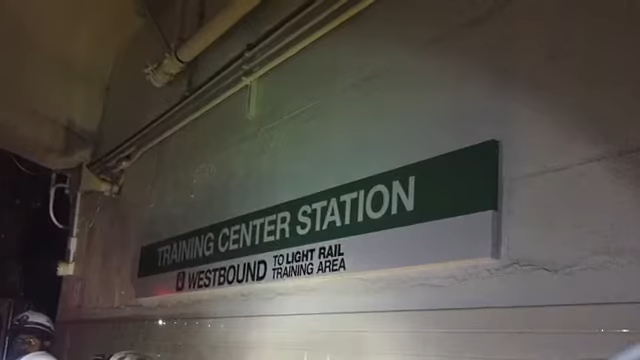 TRAINING CENTER STATION
WESTBOUND TO LIGHT RAIL
TRAINING AREA